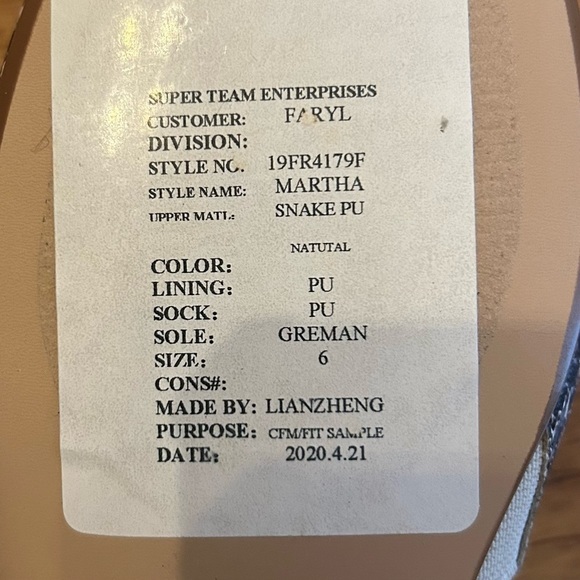 SUPER TEAM ENTERPRISES
CUSTOMER: FARYL
DIVISION:
STYLE NO. 19FR4179F
STYLE NAME: MARTHA
UPPER MATL: SNAKE PU
NATUTAL
COLOR:
LINING: PU
SOCK: PU
SOLE: GREMAN
SIZE: 6
CONS#:
MADE BY: LIANZHENG
PURPOSE: CFM/FIT SAMPLE
DATE: 2020.4.21